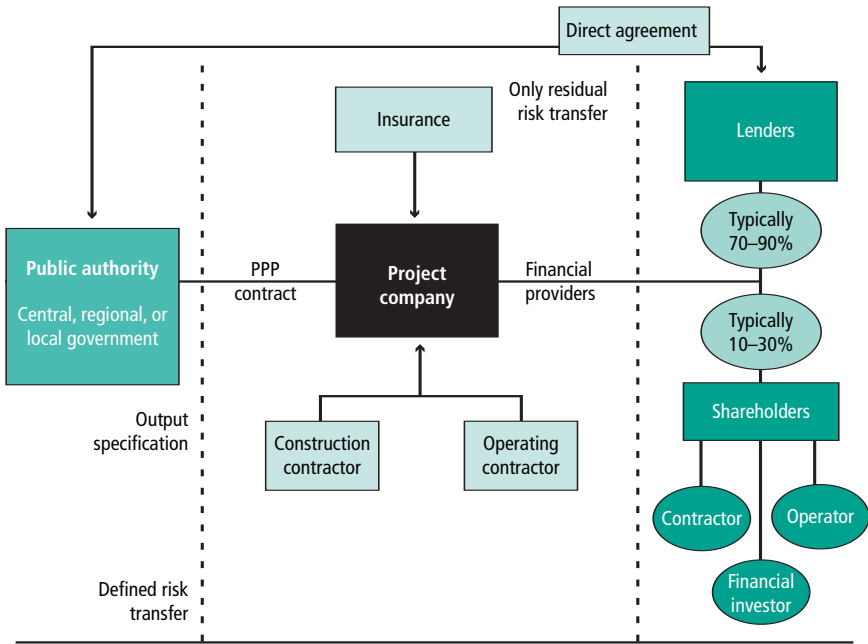 Direct agreement
Only residual
risk transfer
Insurance
Lenders
Typically
70–90%
Public authority
Central, regional, or
local government
PPP
contract
Project
company
Financial
providers
Typically
10–30%
Shareholders
Output
specification
Construction
contractor
Operating
contractor
Contractor
Operator
Financial
investor
Defined risk
transfer